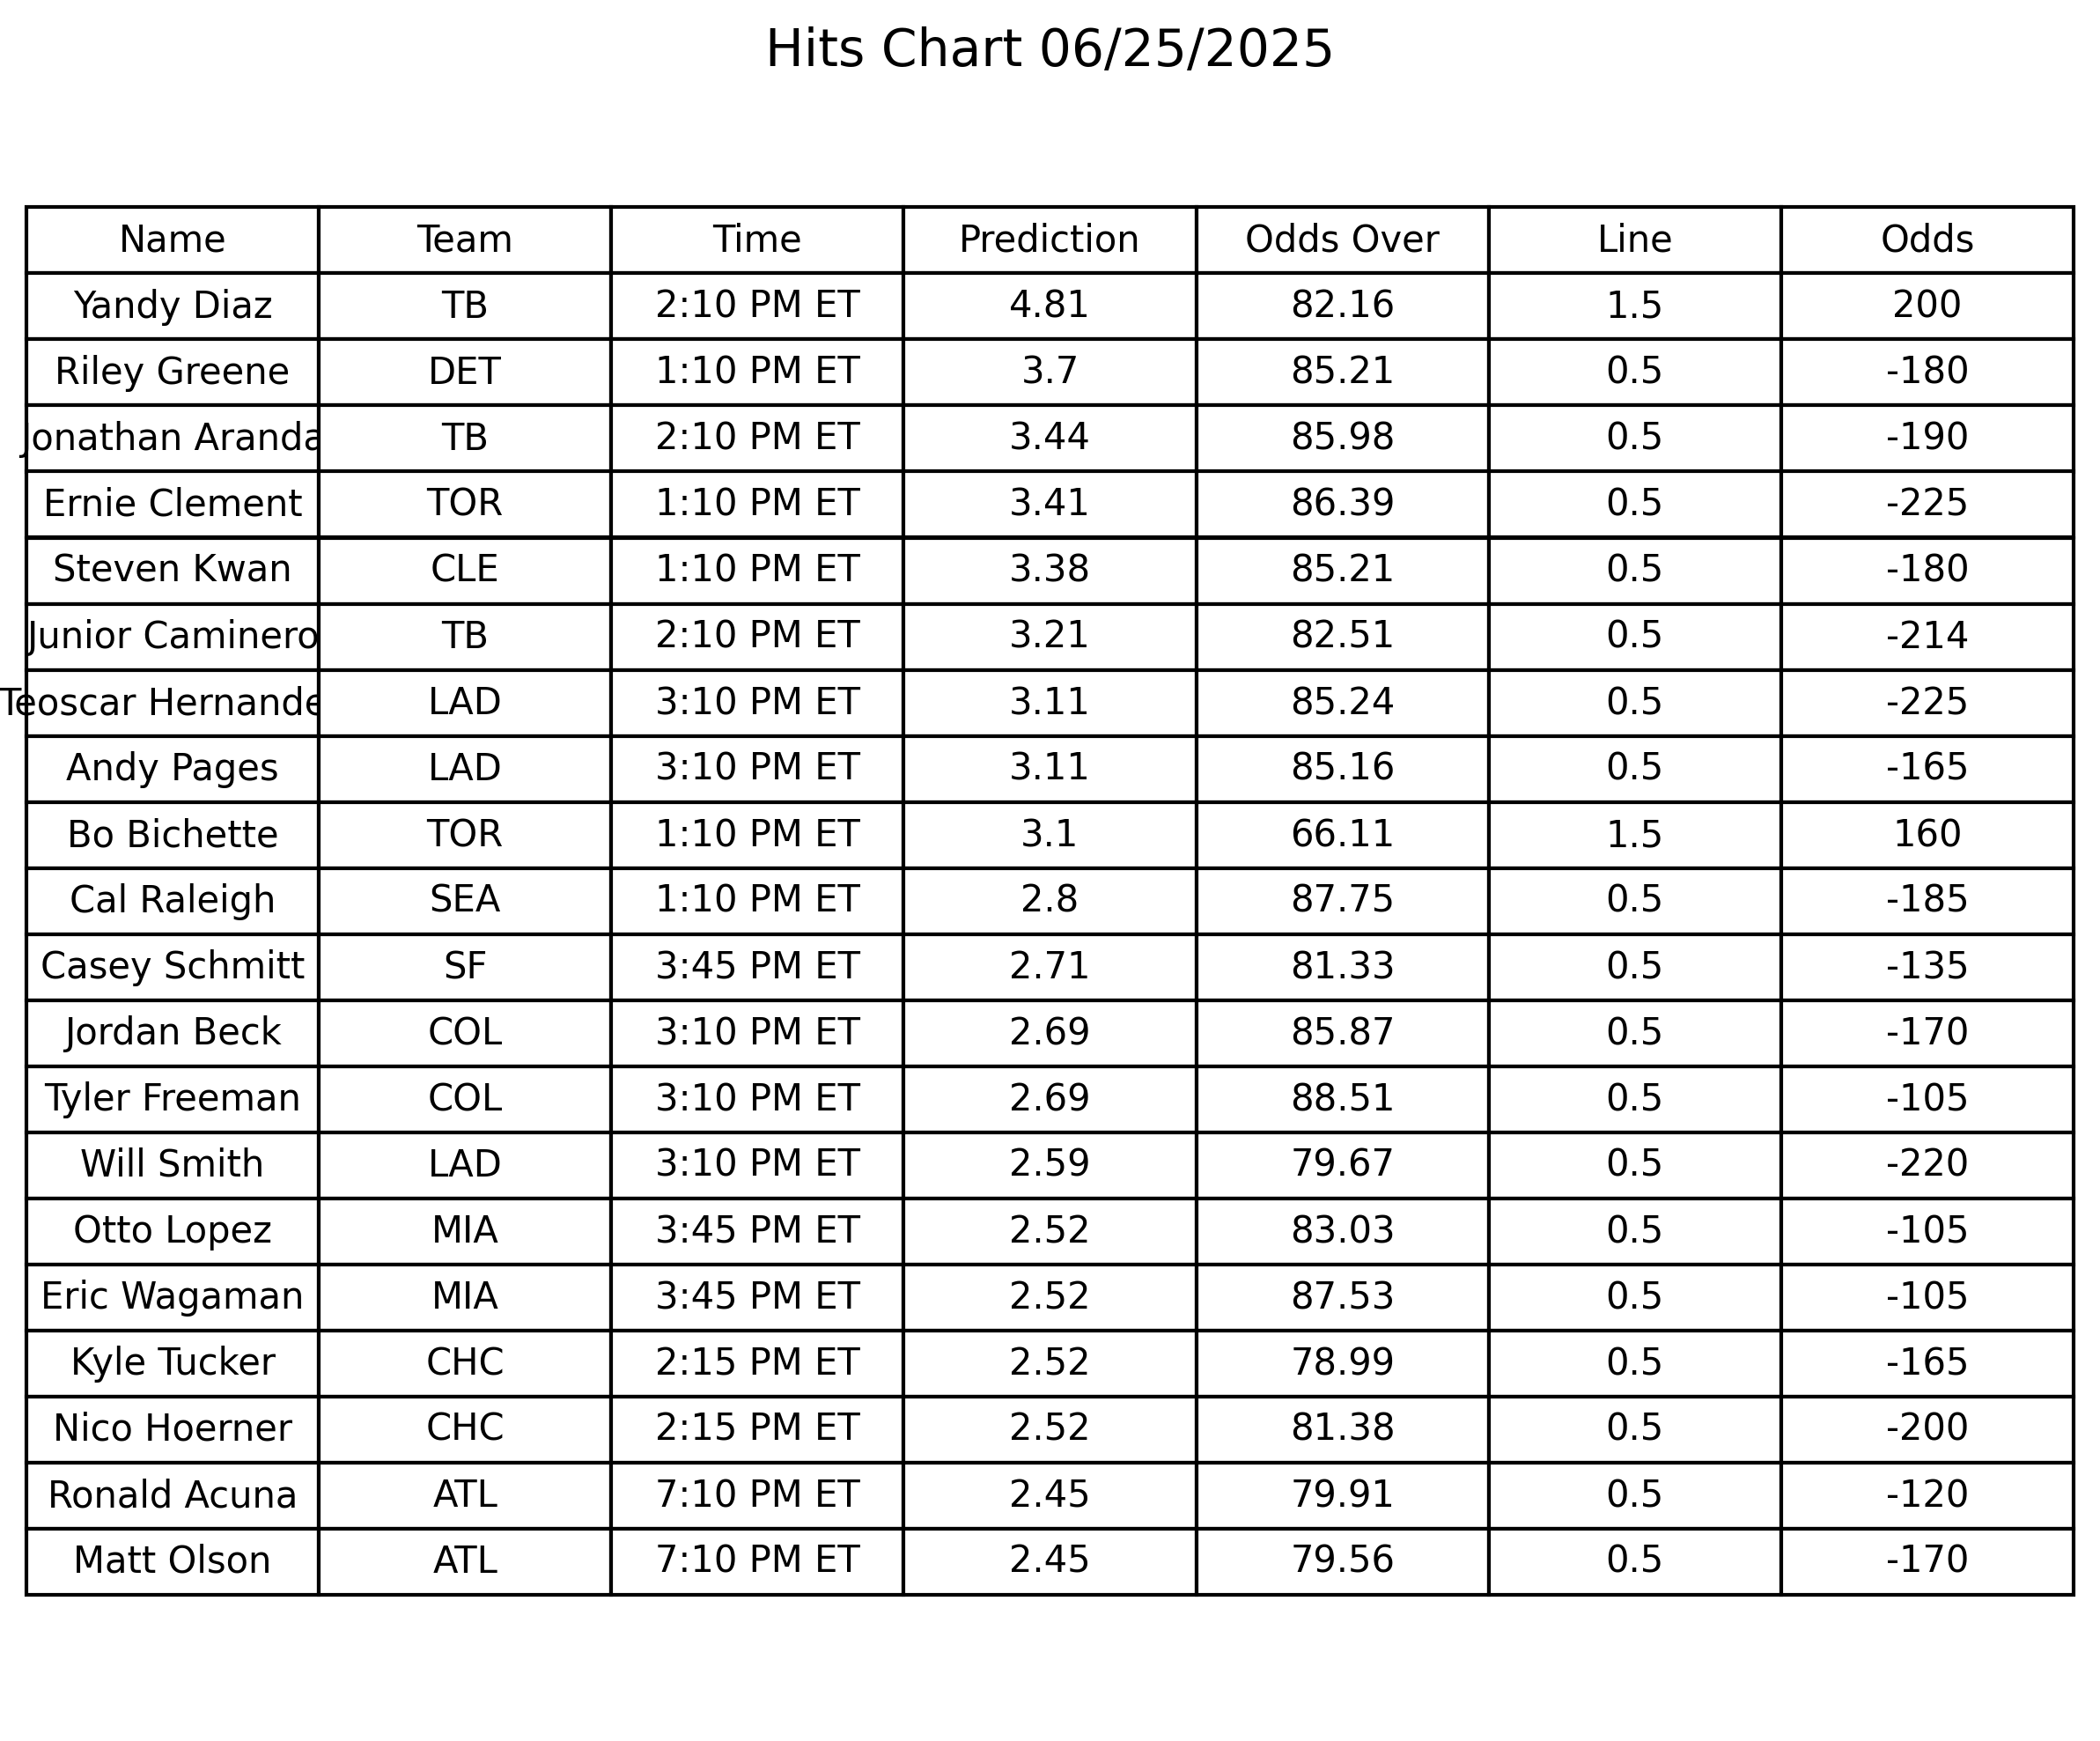 Hits Chart 06/25/2025
Name Team Time Prediction Odds Over Line Odds
Yandy Diaz TB 2:10 PM ET 4.81 82.16 1.5 200
Riley Greene DET 1:10 PM ET 3.7 85.21 0.5 -180
Jonathan Aranda TB 2:10 PM ET 3.44 85.98 0.5 -190
Ernie Clement TOR 1:10 PM ET 3.41 86.39 0.5 -225
Steven Kwan CLE 1:10 PM ET 3.38 85.21 0.5 -180
Junior Caminero TB 2:10 PM ET 3.21 82.51 0.5 -214
Teoscar Hernande LAD 3:10 PM ET 3.11 85.24 0.5 -225
Andy Pages LAD 3:10 PM ET 3.11 85.16 0.5 -165
Bo Bichette TOR 1:10 PM ET 3.1 66.11 1.5 160
Cal Raleigh SEA 1:10 PM ET 2.8 87.75 0.5 -185
Casey Schmitt SF 3:45 PM ET 2.71 81.33 0.5 -135
Jordan Beck COL 3:10 PM ET 2.69 85.87 0.5 -170
Tyler Freeman COL 3:10 PM ET 2.69 88.51 0.5 -105
Will Smith LAD 3:10 PM ET 2.59 79.67 0.5 -220
Otto Lopez MIA 3:45 PM ET 2.52 83.03 0.5 -105
Eric Wagaman MIA 3:45 PM ET 2.52 87.53 0.5 -105
Kyle Tucker CHC 2:15 PM ET 2.52 78.99 0.5 -165
Nico Hoerner CHC 2:15 PM ET 2.52 81.38 0.5 -200
Ronald Acuna ATL 7:10 PM ET 2.45 79.91 0.5 -120
Matt Olson ATL 7:10 PM ET 2.45 79.56 0.5 -170